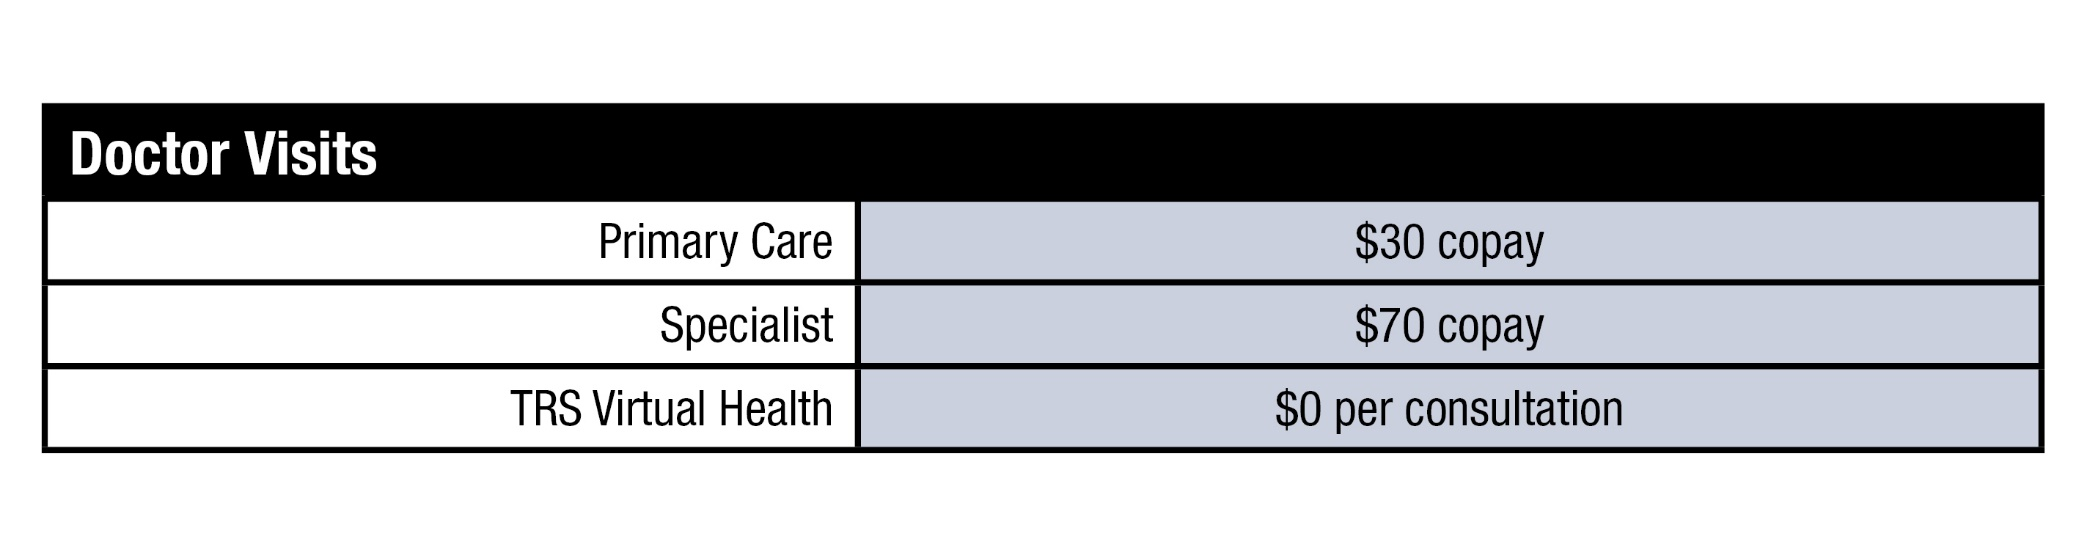 Doctor Visits
Primary Care $30 copay
Specialist $70 copay
TRS Virtual Health $0 per consultation